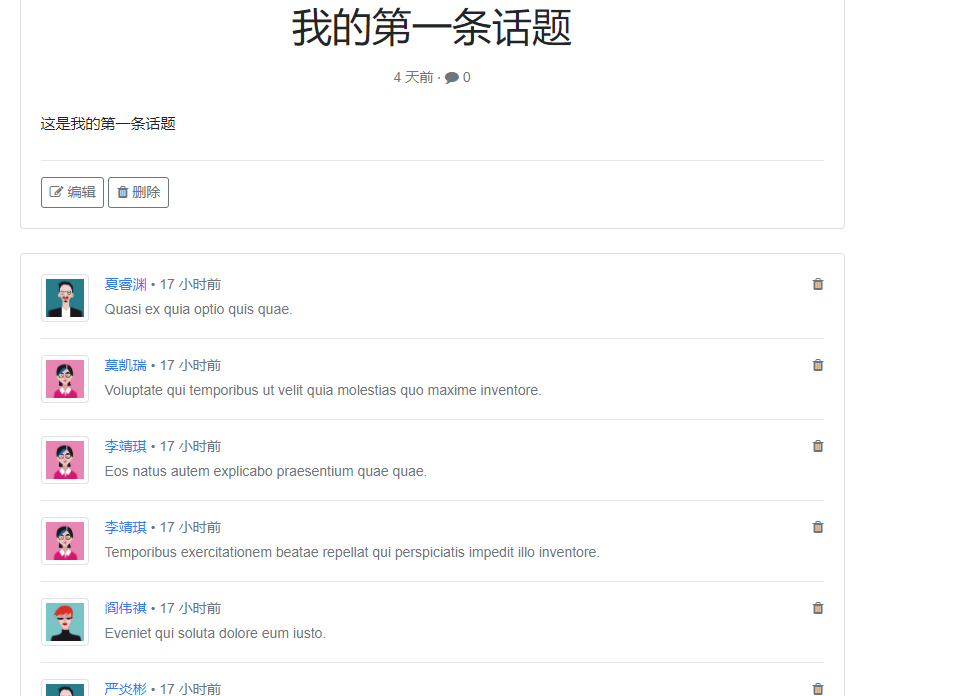 我的第一条话题
4 天前 · 0
这是我的第一条话题
编辑 删除
夏睿渊 • 17 小时前
Quasi ex quia optio quis quae.
莫凯瑞 • 17 小时前
Voluptate qui temporibus ut velit quia molestias quo maxime inventore.
李靖琪 • 17 小时前
Eos natus autem explicabo praesentium quae quae.
李靖琪 • 17 小时前
Temporibus exercitationem beatae repellat qui perspiciatis impedit illo inventore.
阎伟祺 • 17 小时前
Eveniet qui soluta dolore eum iusto.
严炎彬 • 17 小时前